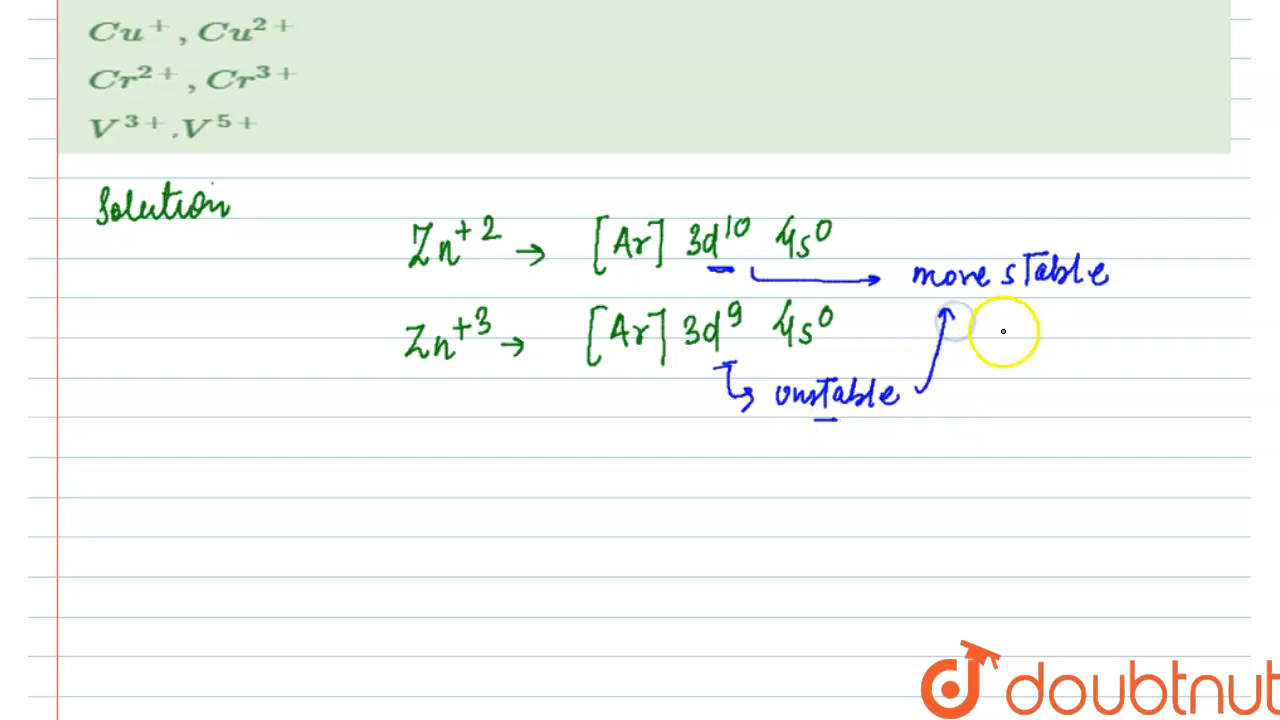 Cu⁺ , Cu²⁺
Cr²⁺ , Cr³⁺
V³⁺ .V⁵⁺
Solution
Zn⁺² → [Ar] 3d¹⁰ 4s⁰
→ more stable
Zn⁺³ → [Ar] 3d⁹ 4s⁰
↳ unstable
doubtnut